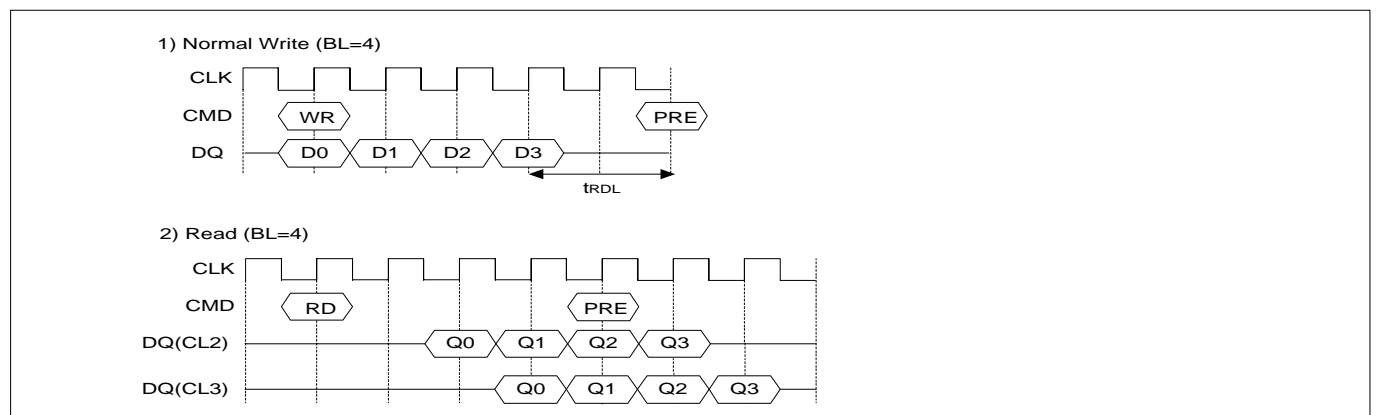 1) Normal Write (BL=4)
CLK
CMD WR PRE
DQ D0 D1 D2 D3
tRDL
2) Read (BL=4)
CLK
CMD RD PRE
DQ(CL2) Q0 Q1 Q2 Q3
DQ(CL3) Q0 Q1 Q2 Q3